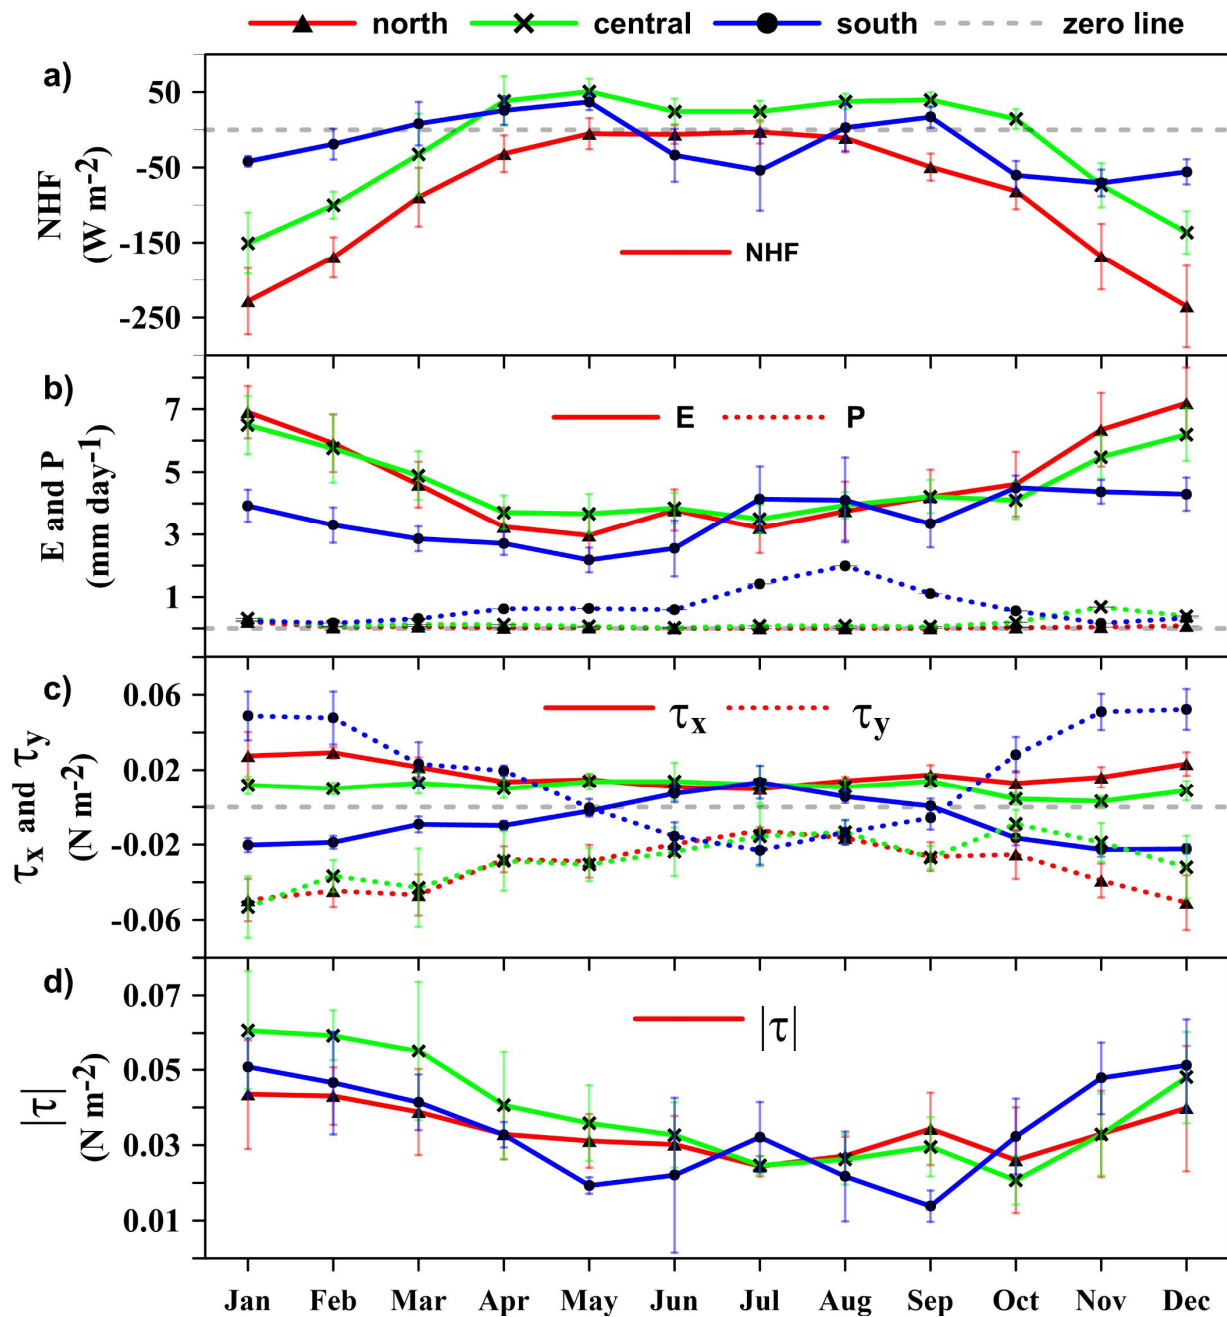 north central south zero line
a)
50
-50
-150
-250
NHF
(W m-2)
NHF
b)
7
5
3
1
E and P
(mm day-1)
E P
c)
0.06
0.02
-0.02
-0.06
τx and τy
(N m-2)
τx τy
d)
0.07
0.05
0.03
0.01
|τ|
(N m-2)
|τ|
Jan Feb Mar Apr May Jun Jul Aug Sep Oct Nov Dec